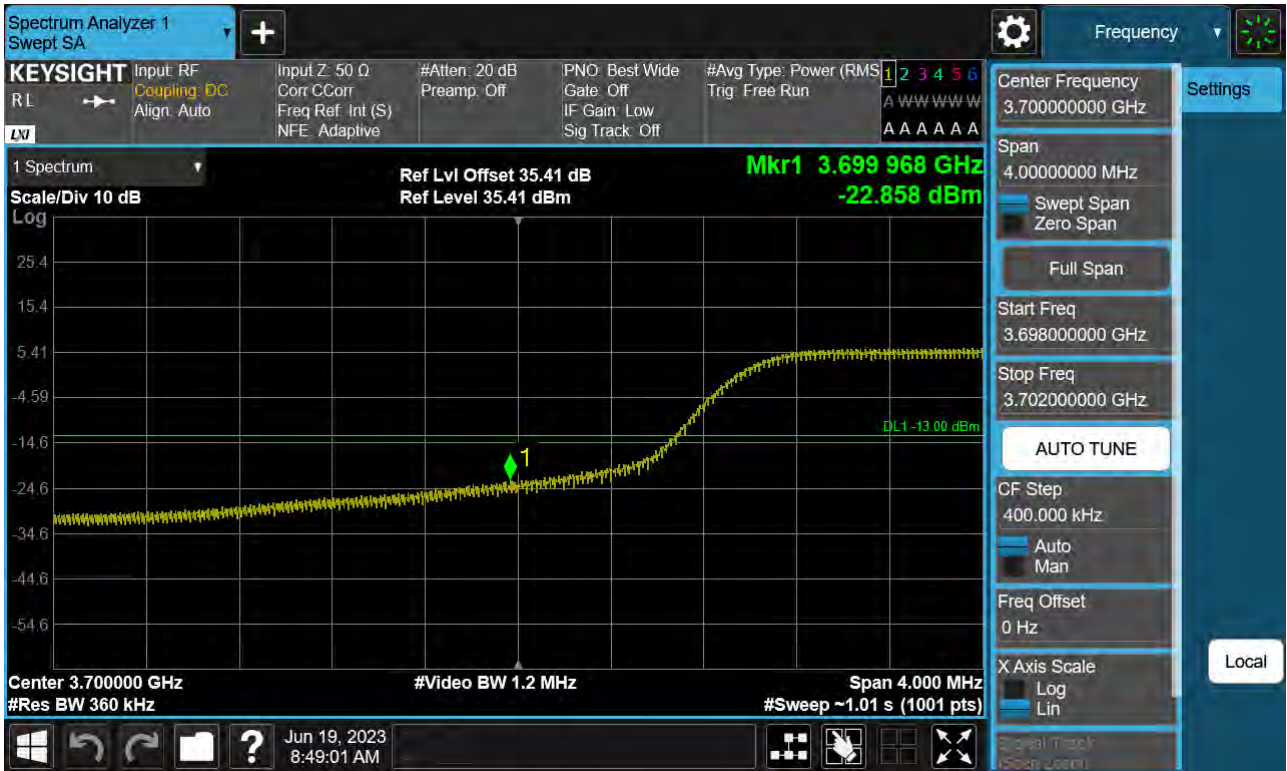 Spectrum Analyzer 1
Swept SA
Frequency
KEYSIGHT
RL
LXI
Input: RF
Coupling: DC
Align: Auto
Input Z: 50 Ω
Corr CCorr
Freq Ref: Int (S)
NFE: Adaptive
#Atten: 20 dB
Preamp: Off
PNO: Best Wide
Gate: Off
IF Gain: Low
Sig Track: Off
#Avg Type: Power (RMS
Trig: Free Run
1 2 3 4 5 6
A W W W W W
A A A A A A
1 Spectrum
Scale/Div 10 dB
Log
Ref Lvl Offset 35.41 dB
Ref Level 35.41 dBm
Mkr1 3.699 968 GHz
-22.858 dBm
25.4
15.4
5.41
-4.59
-14.6
-24.6
-34.6
-44.6
-54.6
DL1 -13.00 dBm
1
Center 3.700000 GHz
#Res BW 360 kHz
#Video BW 1.2 MHz
Span 4.000 MHz
#Sweep ~1.01 s (1001 pts)
Center Frequency
3.700000000 GHz
Settings
Span
4.00000000 MHz
Swept Span
Zero Span
Full Span
Start Freq
3.698000000 GHz
Stop Freq
3.702000000 GHz
AUTO TUNE
CF Step
400.000 kHz
Auto
Man
Freq Offset
0 Hz
X Axis Scale
Log
Lin
Local
Signal Track
(Span Zoom)
?
Jun 19, 2023
8:49:01 AM